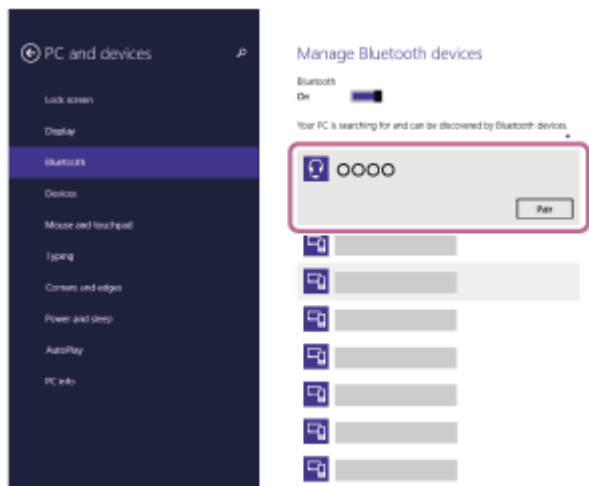 PC and devices
Lock screen
Display
Bluetooth
Devices
Mouse and touchpad
Typing
Corners and edges
Power and sleep
AutoPlay
PC info
Manage Bluetooth devices
Bluetooth
On
Your PC is searching for and can be discovered by Bluetooth devices.
OOOO
Pair